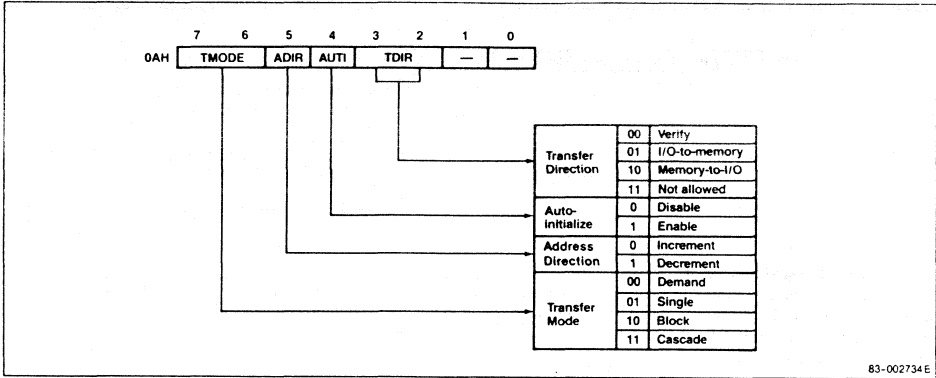 7 6 5 4 3 2 1 0
0AH TMODE ADIR AUTI TDIR — —
Transfer Direction
00 Verify
01 I/O-to-memory
10 Memory-to-I/O
11 Not allowed
Auto-initialize
0 Disable
1 Enable
Address Direction
0 Increment
1 Decrement
Transfer Mode
00 Demand
01 Single
10 Block
11 Cascade
83-002734E